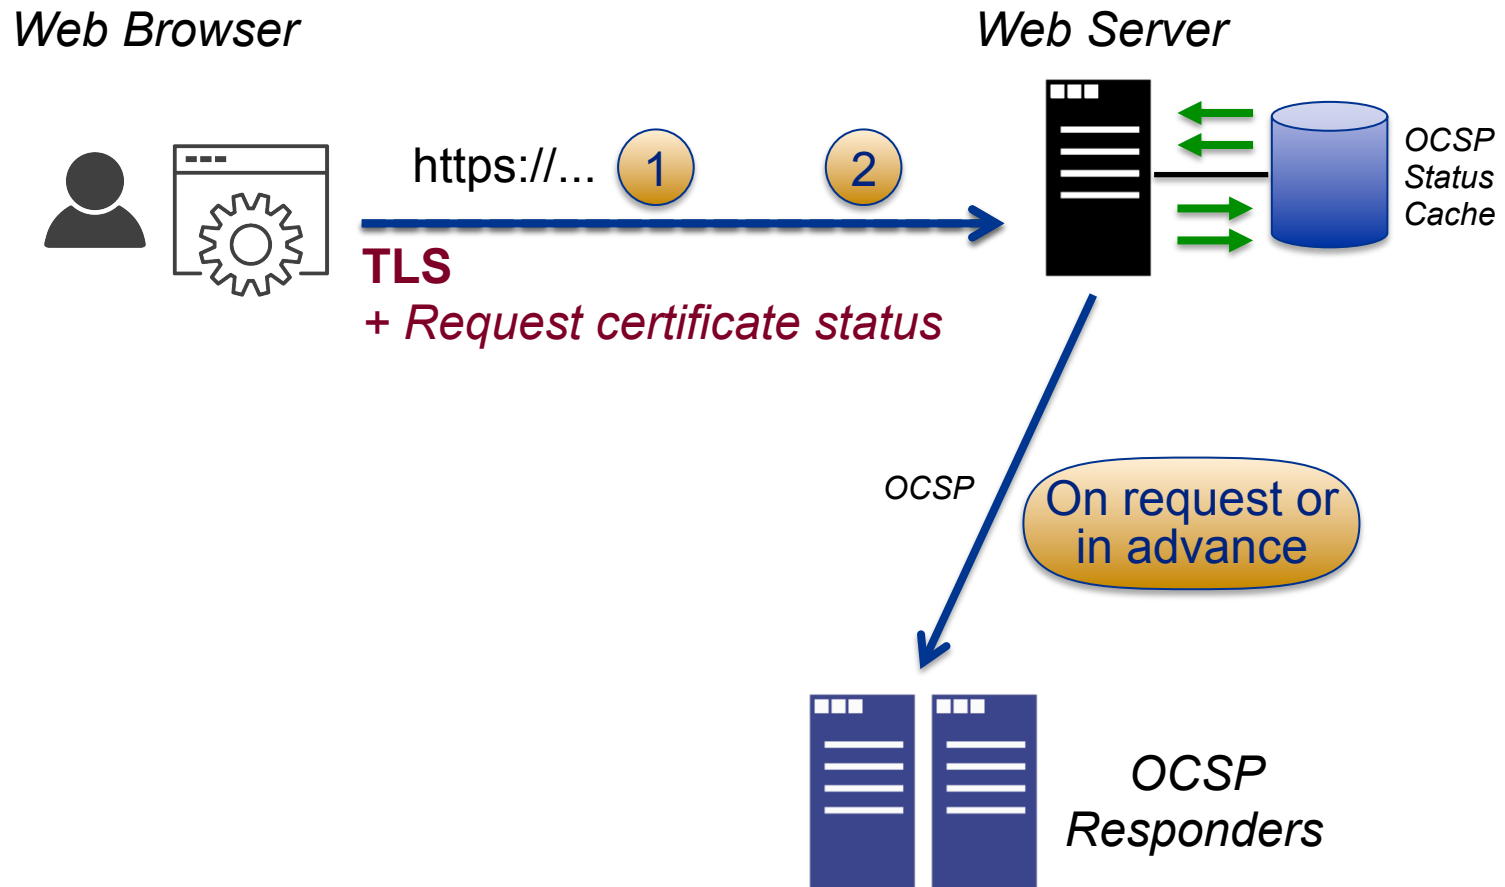 Web Browser
Web Server
https://...
1
2
OCSP
Status
Cache
TLS
+ Request certificate status
OCSP
On request or
in advance
OCSP
Responders